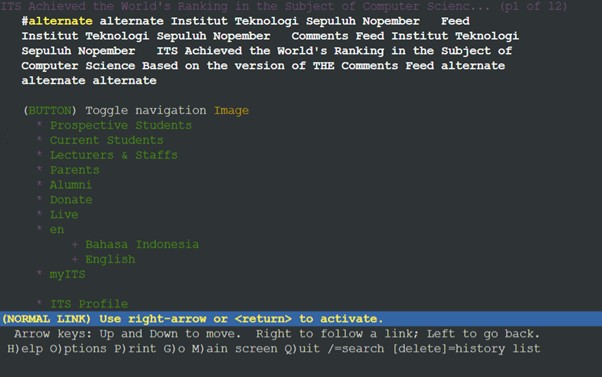 ITS Achieved the World's Ranking in the Subject of Computer Scienc... (p1 of 12)
#alternate alternate Institut Teknologi Sepuluh Nopember   Feed
Institut Teknologi Sepuluh Nopember   Comments Feed Institut Teknologi
Sepuluh Nopember   ITS Achieved the World's Ranking in the Subject of
Computer Science Based on the version of THE Comments Feed alternate
alternate alternate
(BUTTON) Toggle navigation Image
* Prospective Students
* Current Students
* Lecturers & Staffs
* Parents
* Alumni
* Donate
* Live
* en
+ Bahasa Indonesia
+ English
* myITS
* ITS Profile
(NORMAL LINK) Use right-arrow or <return> to activate.
Arrow keys: Up and Down to move.  Right to follow a link; Left to go back.
H)elp O)ptions P)rint G)o M)ain screen Q)uit /=search [delete]=history list